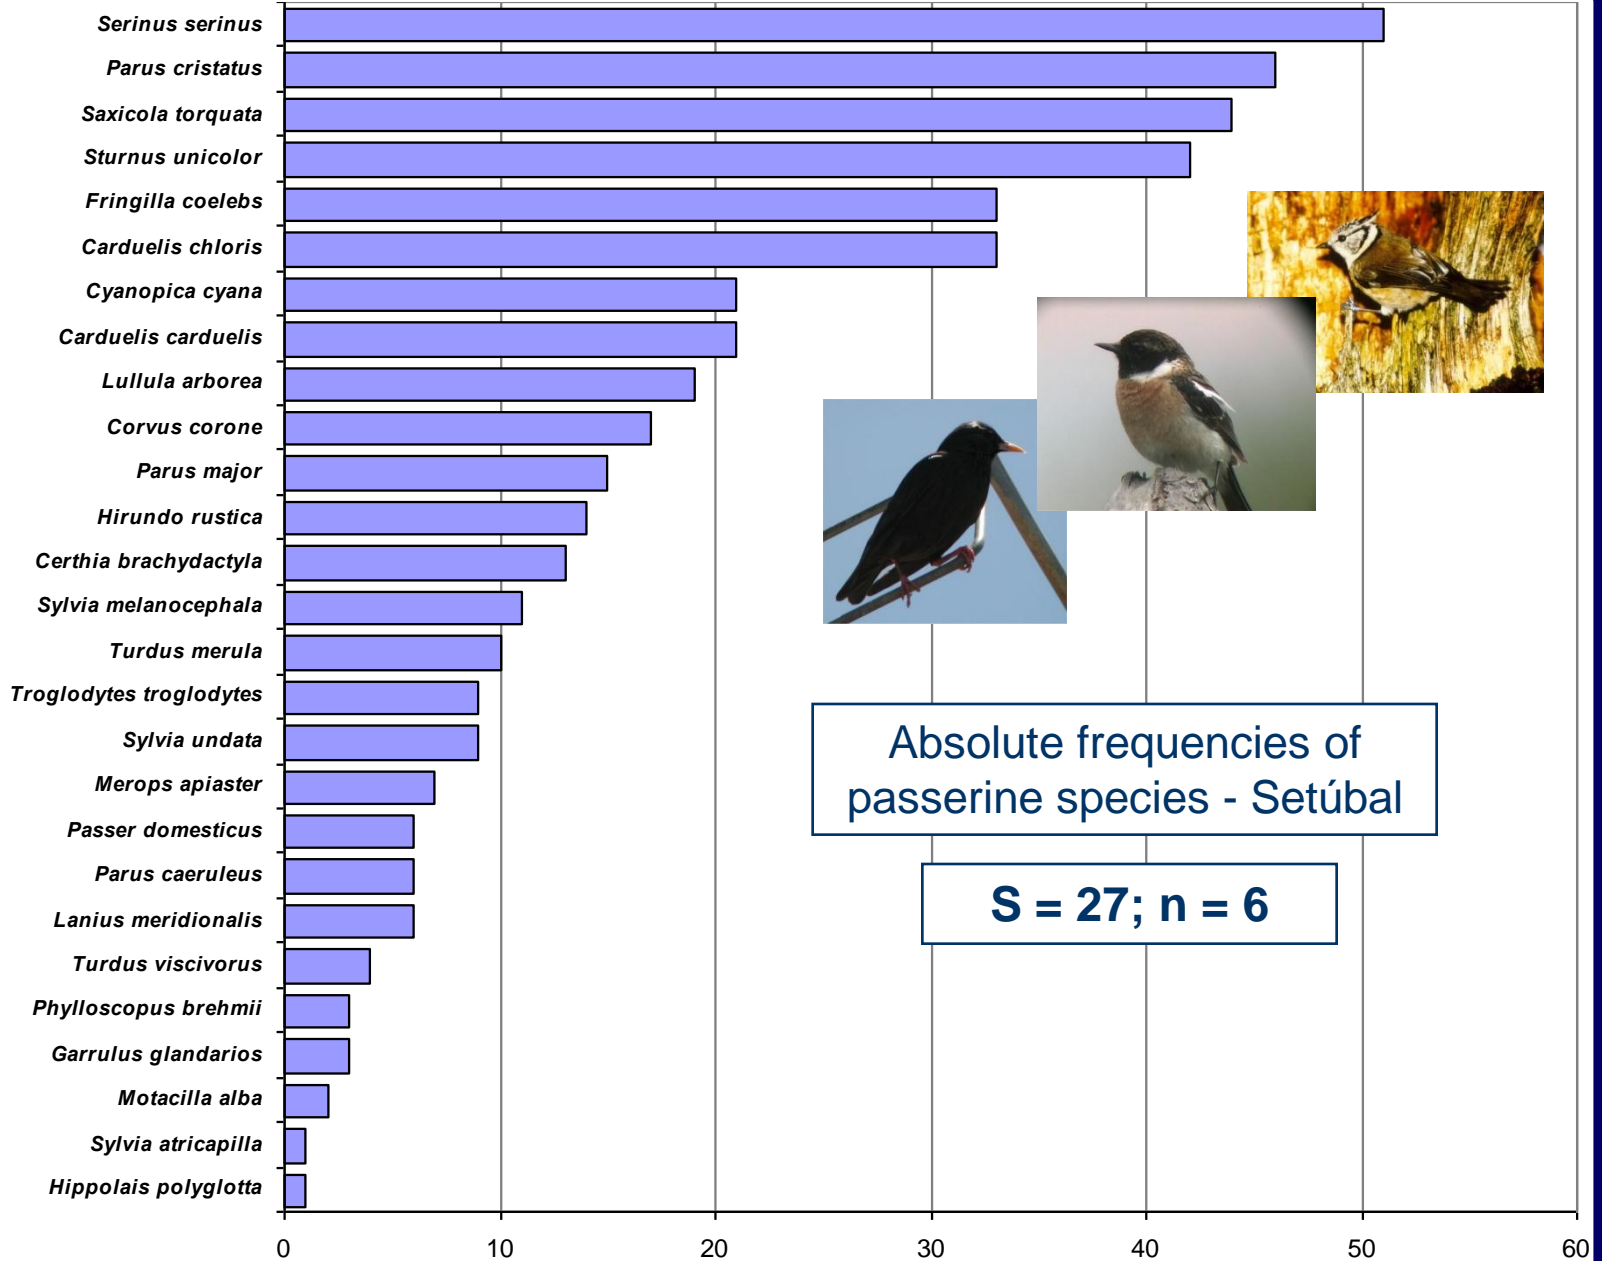 Serinus serinus
Parus cristatus
Saxicola torquata
Sturnus unicolor
Fringilla coelebs
Carduelis chloris
Cyanopica cyana
Carduelis carduelis
Lullula arborea
Corvus corone
Parus major
Hirundo rustica
Certhia brachydactyla
Sylvia melanocephala
Turdus merula
Troglodytes troglodytes
Sylvia undata
Merops apiaster
Passer domesticus
Parus caeruleus
Lanius meridionalis
Turdus viscivorus
Phylloscopus brehmii
Garrulus glandarios
Motacilla alba
Sylvia atricapilla
Hippolais polyglotta
0 10 20 30 40 50 60
Absolute frequencies of
passerine species - Setúbal
S = 27; n = 6